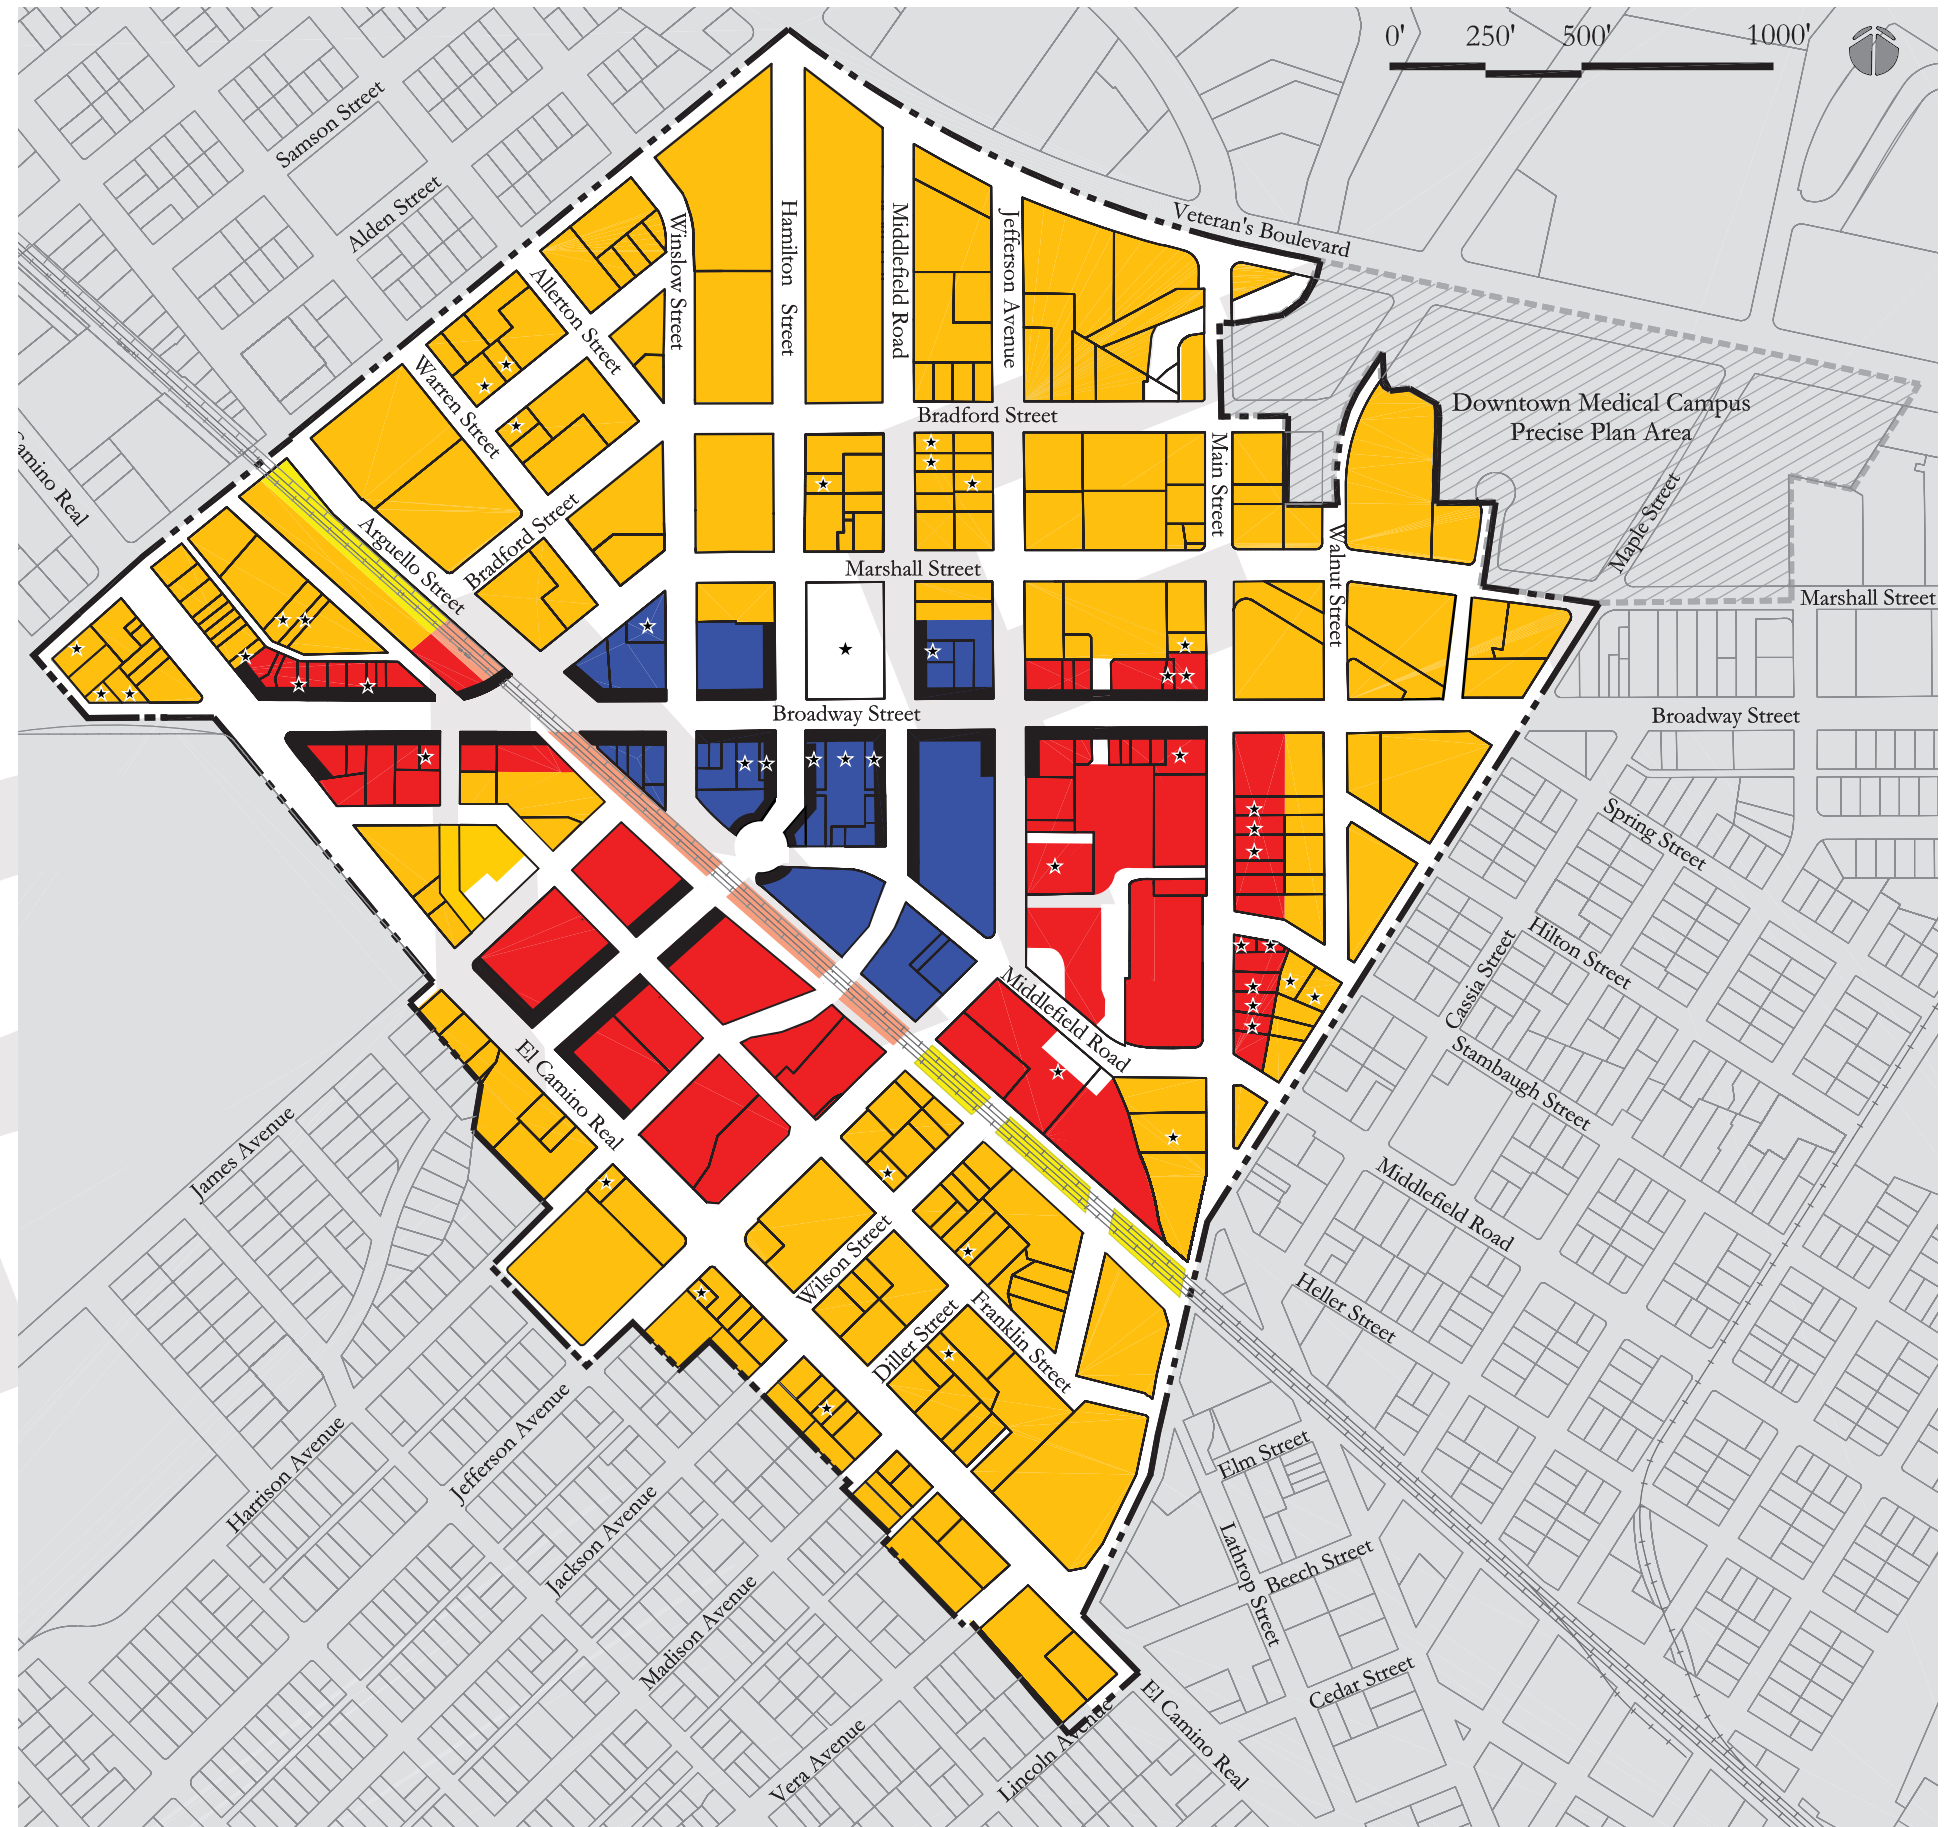 0' 250' 500' 1000'
Samson Street
Alden Street
Veteran's Boulevard
Winslow Street
Hamilton Street
Middlefield Road
Jefferson Avenue
Allerton Street
Warren Street
Bradford Street
Downtown Medical Campus
Precise Plan Area
Camino Real
Main Street
Arguello Street
Bradford Street
Maple Street
Walnut Street
Marshall Street
Marshall Street
Broadway Street
Broadway Street
Spring Street
Hilton Street
Cassia Street
Middlefield Road
Stambaugh Street
El Camino Real
James Avenue
Middlefield Road
Wilson Street
Heller Street
Franklin Street
Diller Street
Jefferson Avenue
Harrison Avenue
Elm Street
Jackson Avenue
Lathrop Street
Beech Street
Madison Avenue
Cedar Street
El Camino Real
Vera Avenue
Lincoln Avenue